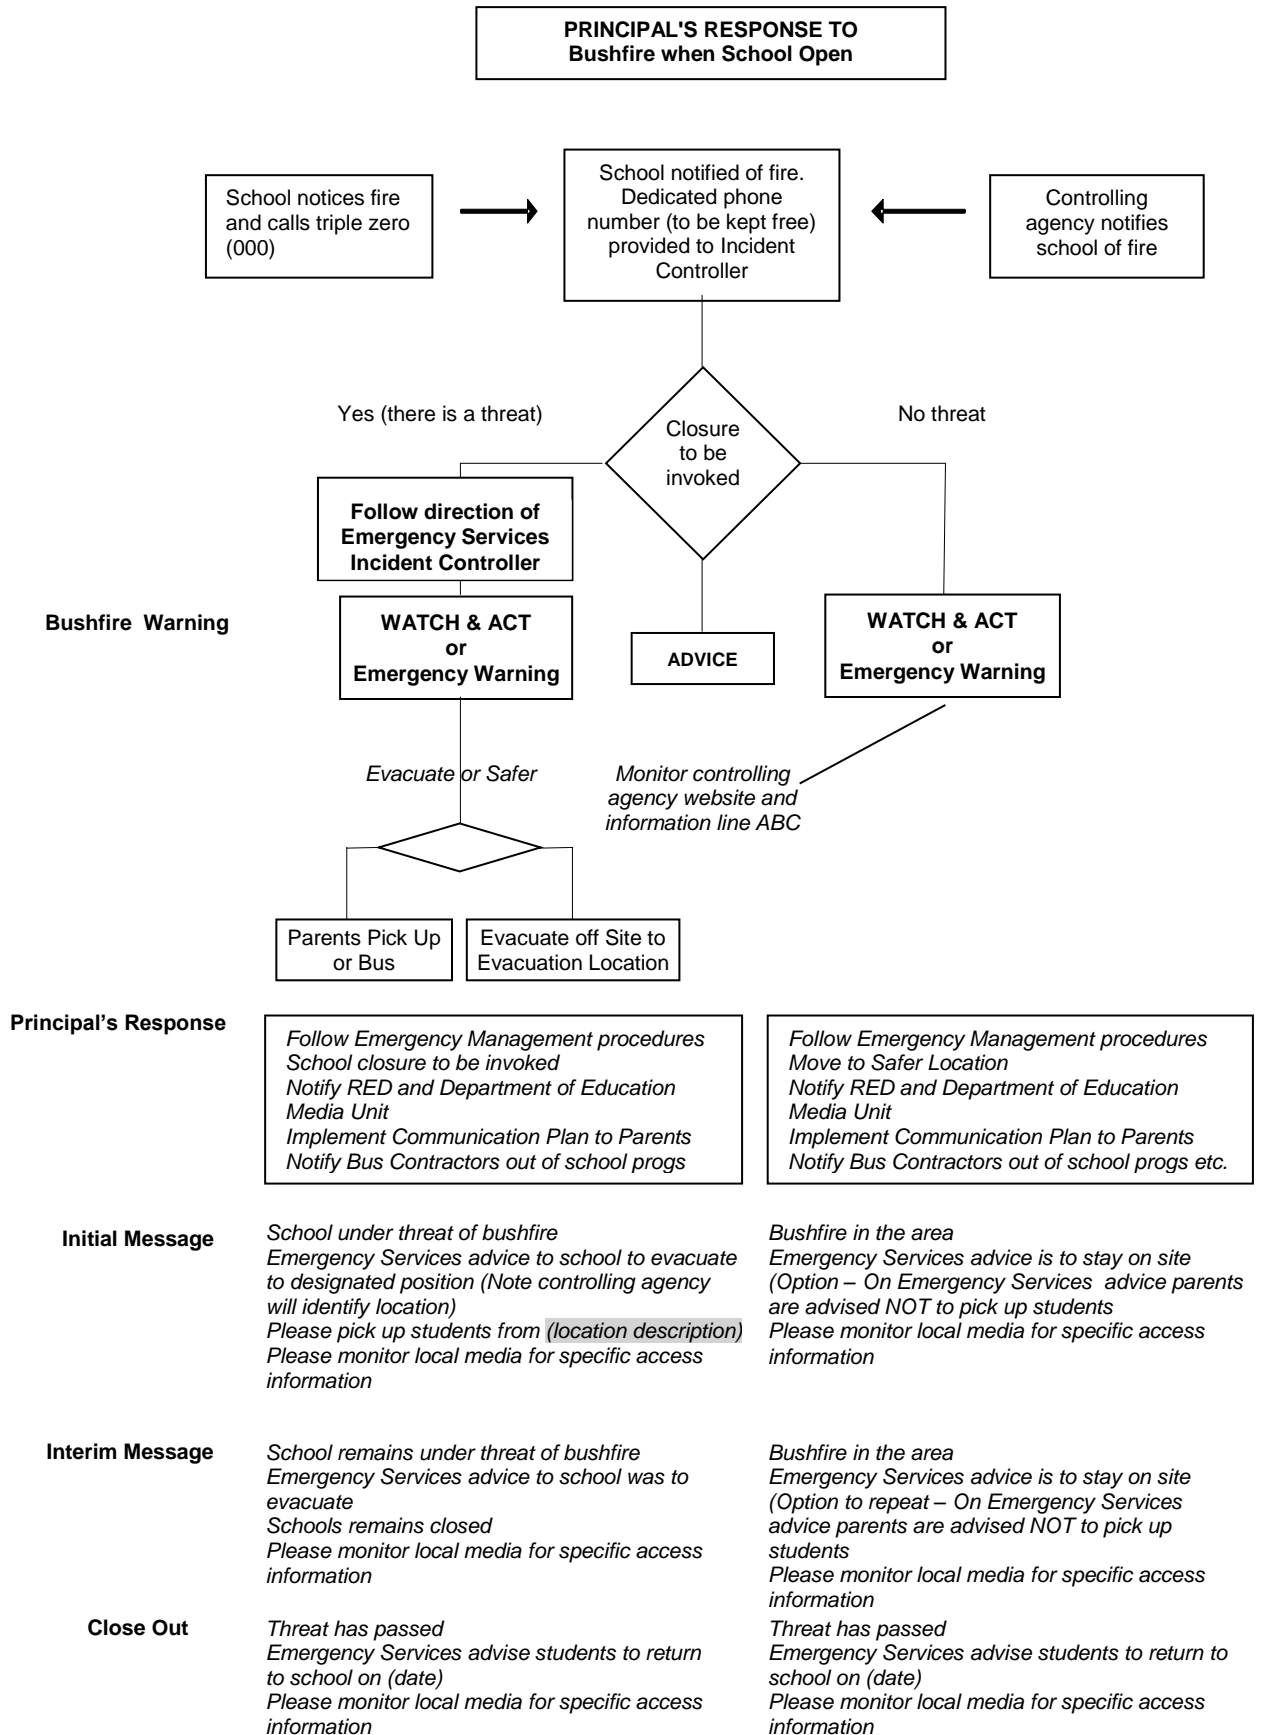 PRINCIPAL'S RESPONSE TO
Bushfire when School Open
School notices fire
and calls triple zero
(000)
School notified of fire.
Dedicated phone
number (to be kept free)
provided to Incident
Controller
Controlling
agency notifies
school of fire
Yes (there is a threat)
Closure
to be
invoked
No threat
Follow direction of
Emergency Services
Incident Controller
Bushfire Warning
WATCH & ACT
or
Emergency Warning
ADVICE
WATCH & ACT
or
Emergency Warning
Evacuate or Safer
Monitor controlling
agency website and
information line ABC
Parents Pick Up
or Bus
Evacuate off Site to
Evacuation Location
Principal’s Response
Follow Emergency Management procedures
School closure to be invoked
Notify RED and Department of Education
Media Unit
Implement Communication Plan to Parents
Notify Bus Contractors out of school progs
Follow Emergency Management procedures
Move to Safer Location
Notify RED and Department of Education
Media Unit
Implement Communication Plan to Parents
Notify Bus Contractors out of school progs etc.
Initial Message
School under threat of bushfire
Emergency Services advice to school to evacuate
to designated position (Note controlling agency
will identify location)
Please pick up students from (location description)
Please monitor local media for specific access
information
Bushfire in the area
Emergency Services advice is to stay on site
(Option – On Emergency Services advice parents
are advised NOT to pick up students
Please monitor local media for specific access
information
Interim Message
School remains under threat of bushfire
Emergency Services advice to school was to
evacuate
Schools remains closed
Please monitor local media for specific access
information
Bushfire in the area
Emergency Services advice is to stay on site
(Option to repeat – On Emergency Services
advice parents are advised NOT to pick up
students
Please monitor local media for specific access
information
Close Out
Threat has passed
Emergency Services advise students to return
to school on (date)
Please monitor local media for specific access
information
Threat has passed
Emergency Services advise students to return to
school on (date)
Please monitor local media for specific access
information